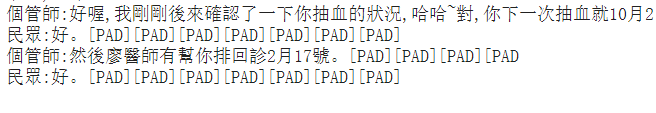 個管師:好喔,我剛剛後來確認了一下你抽血的狀況,哈哈~對,你下一次抽血就10月2
民眾:好。[PAD][PAD][PAD][PAD][PAD][PAD][PAD]
個管師:然後廖醫師有幫你排回診2月17號。[PAD][PAD][PAD][PAD
民眾:好。[PAD][PAD][PAD][PAD][PAD][PAD][PAD]